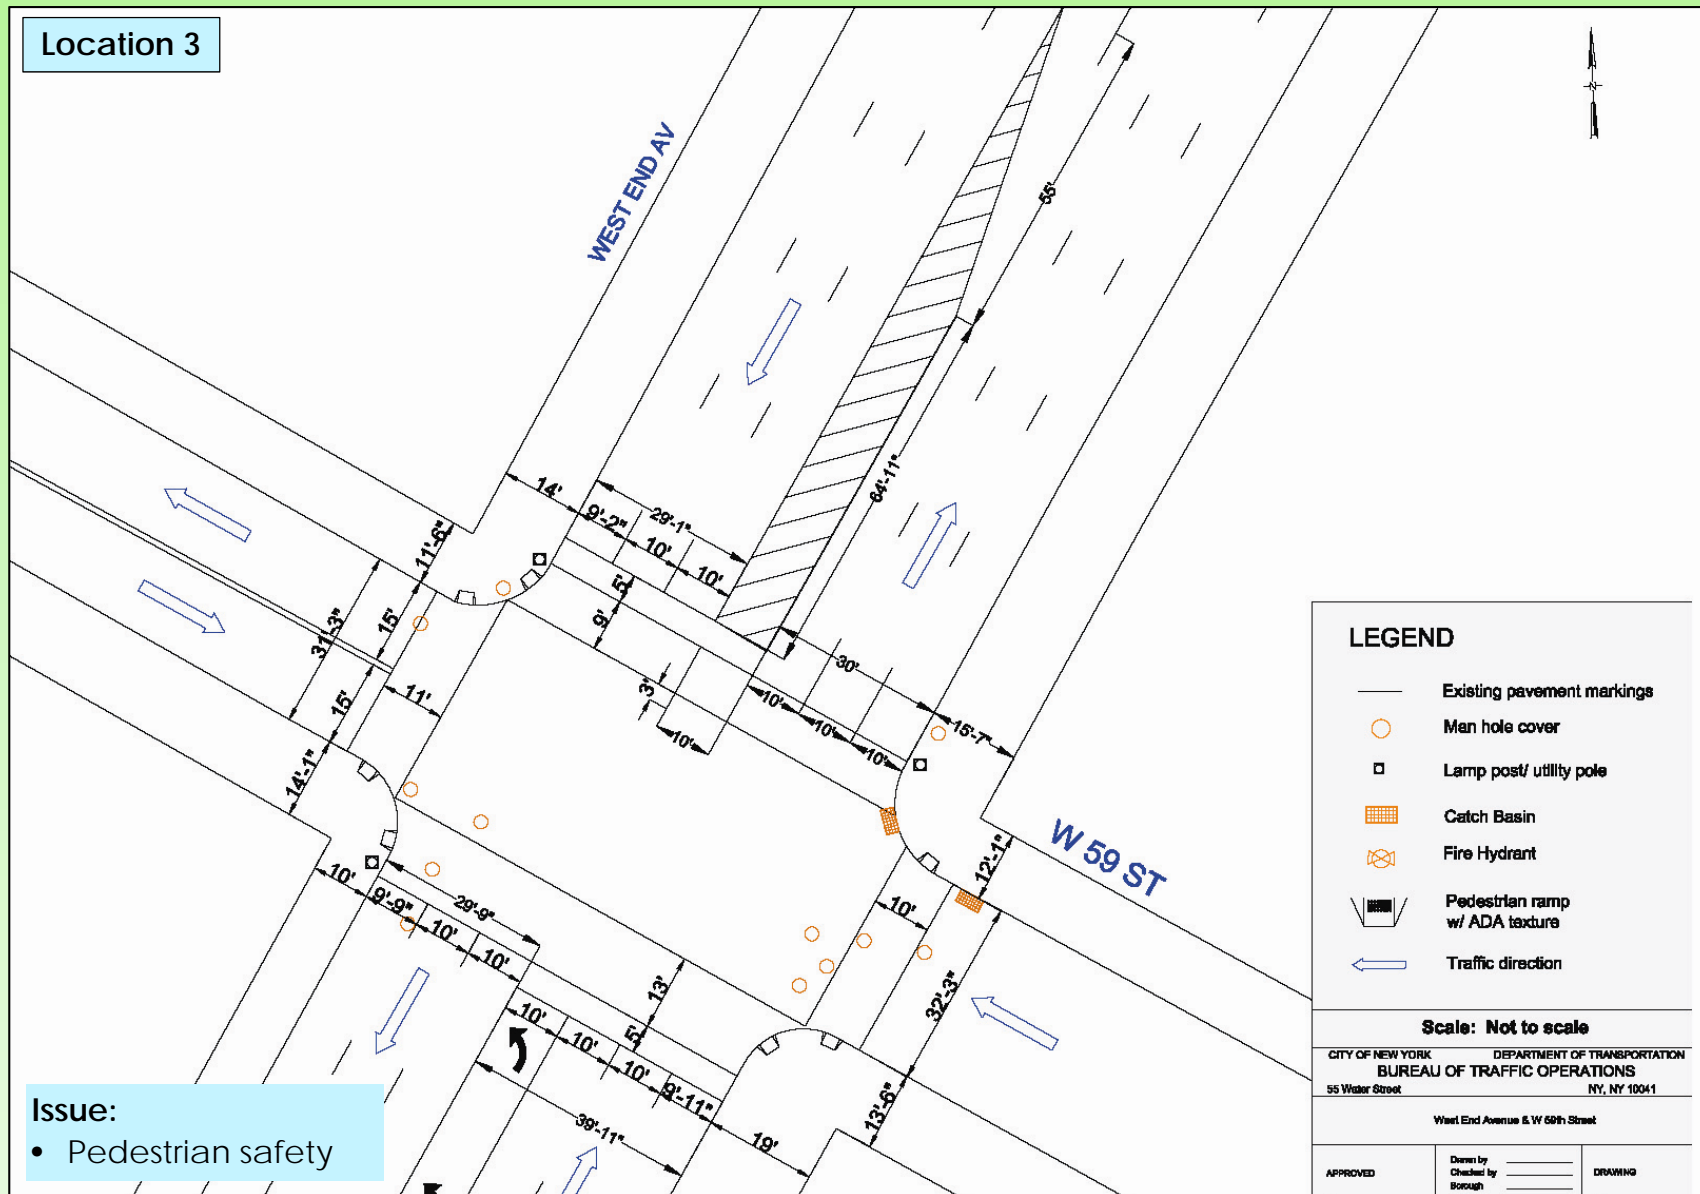 Location 3
N
WEST END AV
55'
64'-11"
14'
29'-1"
9'-2"
10'
10'
11'-6"
5'
9'
31'-3"
15'
15'
11'
3'
10'
30'
10'
10'
10'
15'-7"
14'-1"
W 59 ST
12'-1"
10'
10'
9'-9"
29'-9"
10'
10'
32'-3"
13'
5'
10'
10'
10'
9'-11"
39'-11"
19'
13'-6"
LEGEND
Existing pavement markings
Man hole cover
Lamp post/ utility pole
Catch Basin
Fire Hydrant
Pedestrian ramp
w/ ADA texture
Traffic direction
Scale: Not to scale
CITY OF NEW YORK DEPARTMENT OF TRANSPORTATION
BUREAU OF TRAFFIC OPERATIONS
55 Water Street NY, NY 10041
West End Avenue & W 59th Street
APPROVED
Drawn by
Checked by
Borough
DRAWING
Issue:
• Pedestrian safety